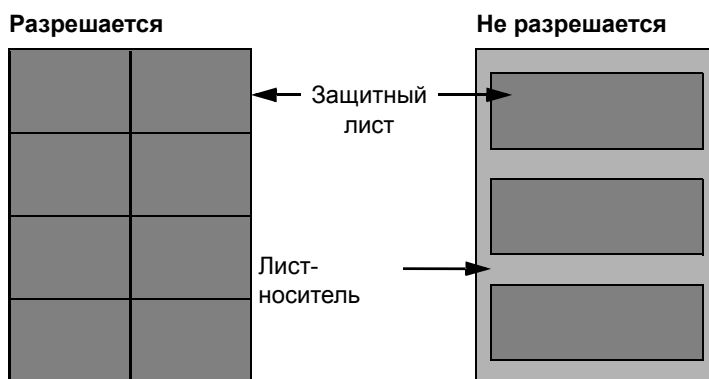 Разрешается
Не разрешается
Защитный
лист
Лист-
носитель